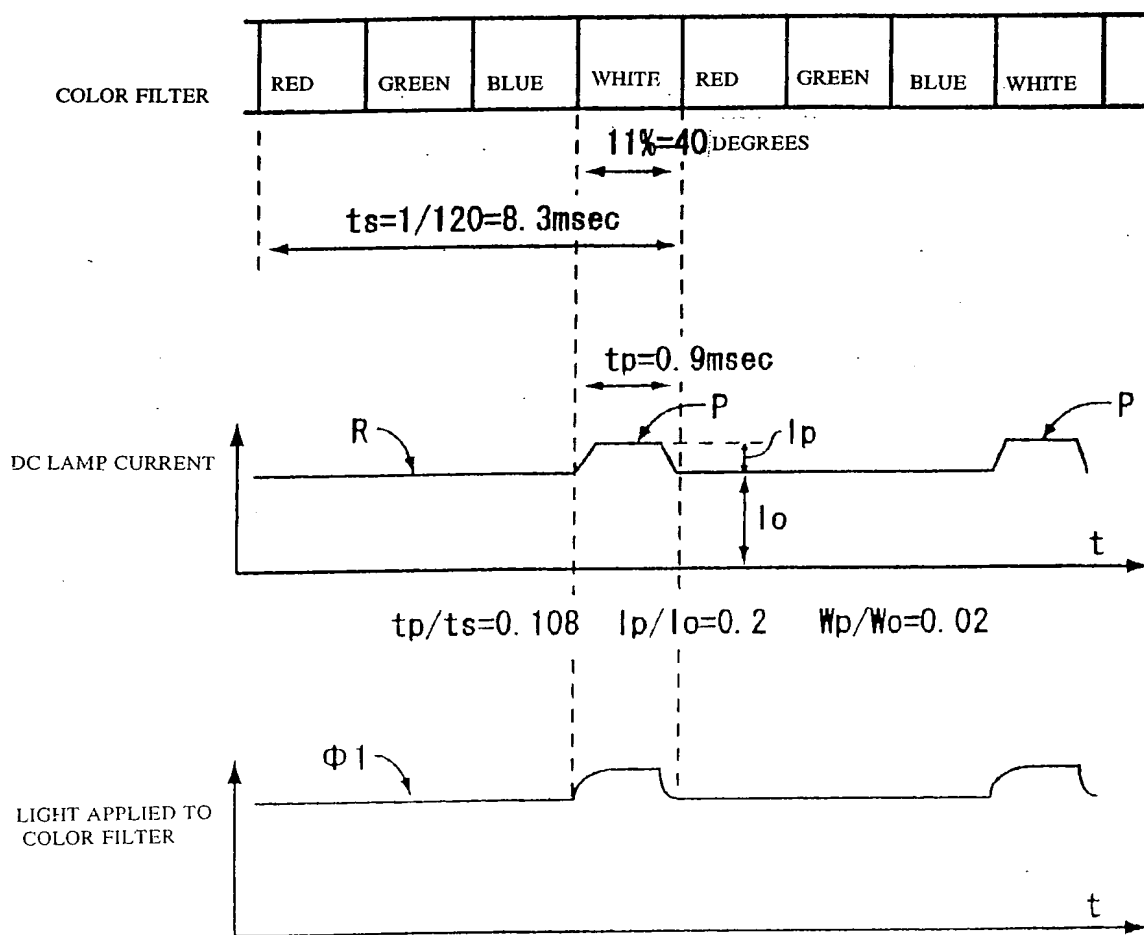 COLOR FILTER RED GREEN BLUE WHITE RED GREEN BLUE WHITE
11%=40 DEGREES
ts=1/120=8.3msec
tp=0.9msec
R P Ip P
DC LAMP CURRENT
Io
t
tp/ts=0.108 Ip/Io=0.2 Wp/Wo=0.02
Φ1
LIGHT APPLIED TO
COLOR FILTER
t